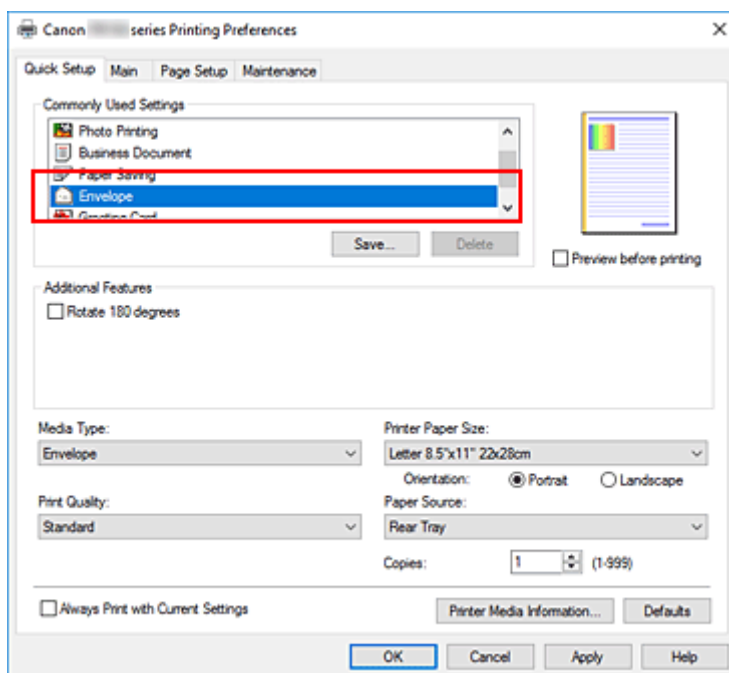 Canon series Printing Preferences
Quick Setup Main Page Setup Maintenance
Commonly Used Settings
Photo Printing
Business Document
Paper Saving
Envelope
Greeting Card
Save... Delete
Preview before printing
Additional Features
Rotate 180 degrees
Media Type: Printer Paper Size:
Envelope Letter 8.5"x11" 22x28cm
Orientation: Portrait Landscape
Print Quality: Paper Source:
Standard Rear Tray
Copies: 1 (1-999)
Always Print with Current Settings Printer Media Information... Defaults
OK Cancel Apply Help